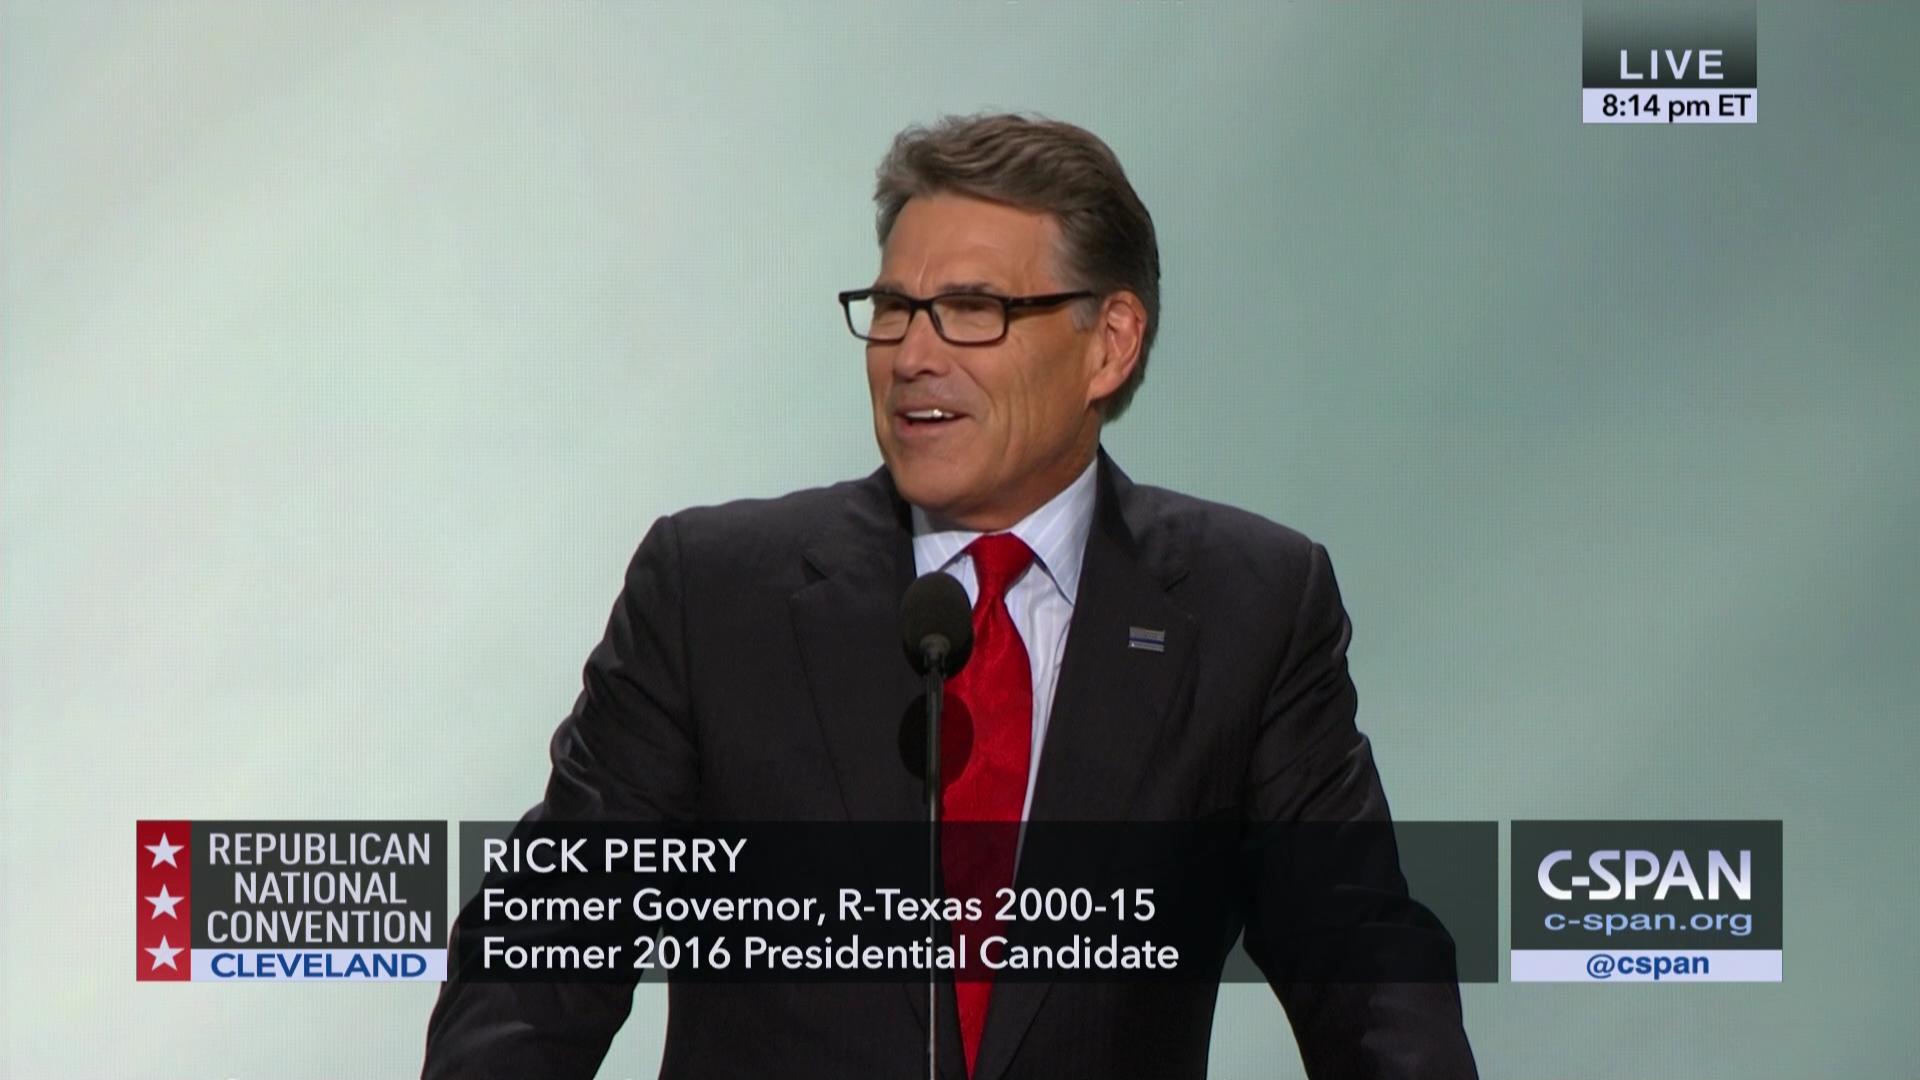 LIVE
8:14 pm ET
REPUBLICAN
NATIONAL
CONVENTION
CLEVELAND
RICK PERRY
Former Governor, R-Texas 2000-15
Former 2016 Presidential Candidate
C-SPAN
c-span.org
@cspan